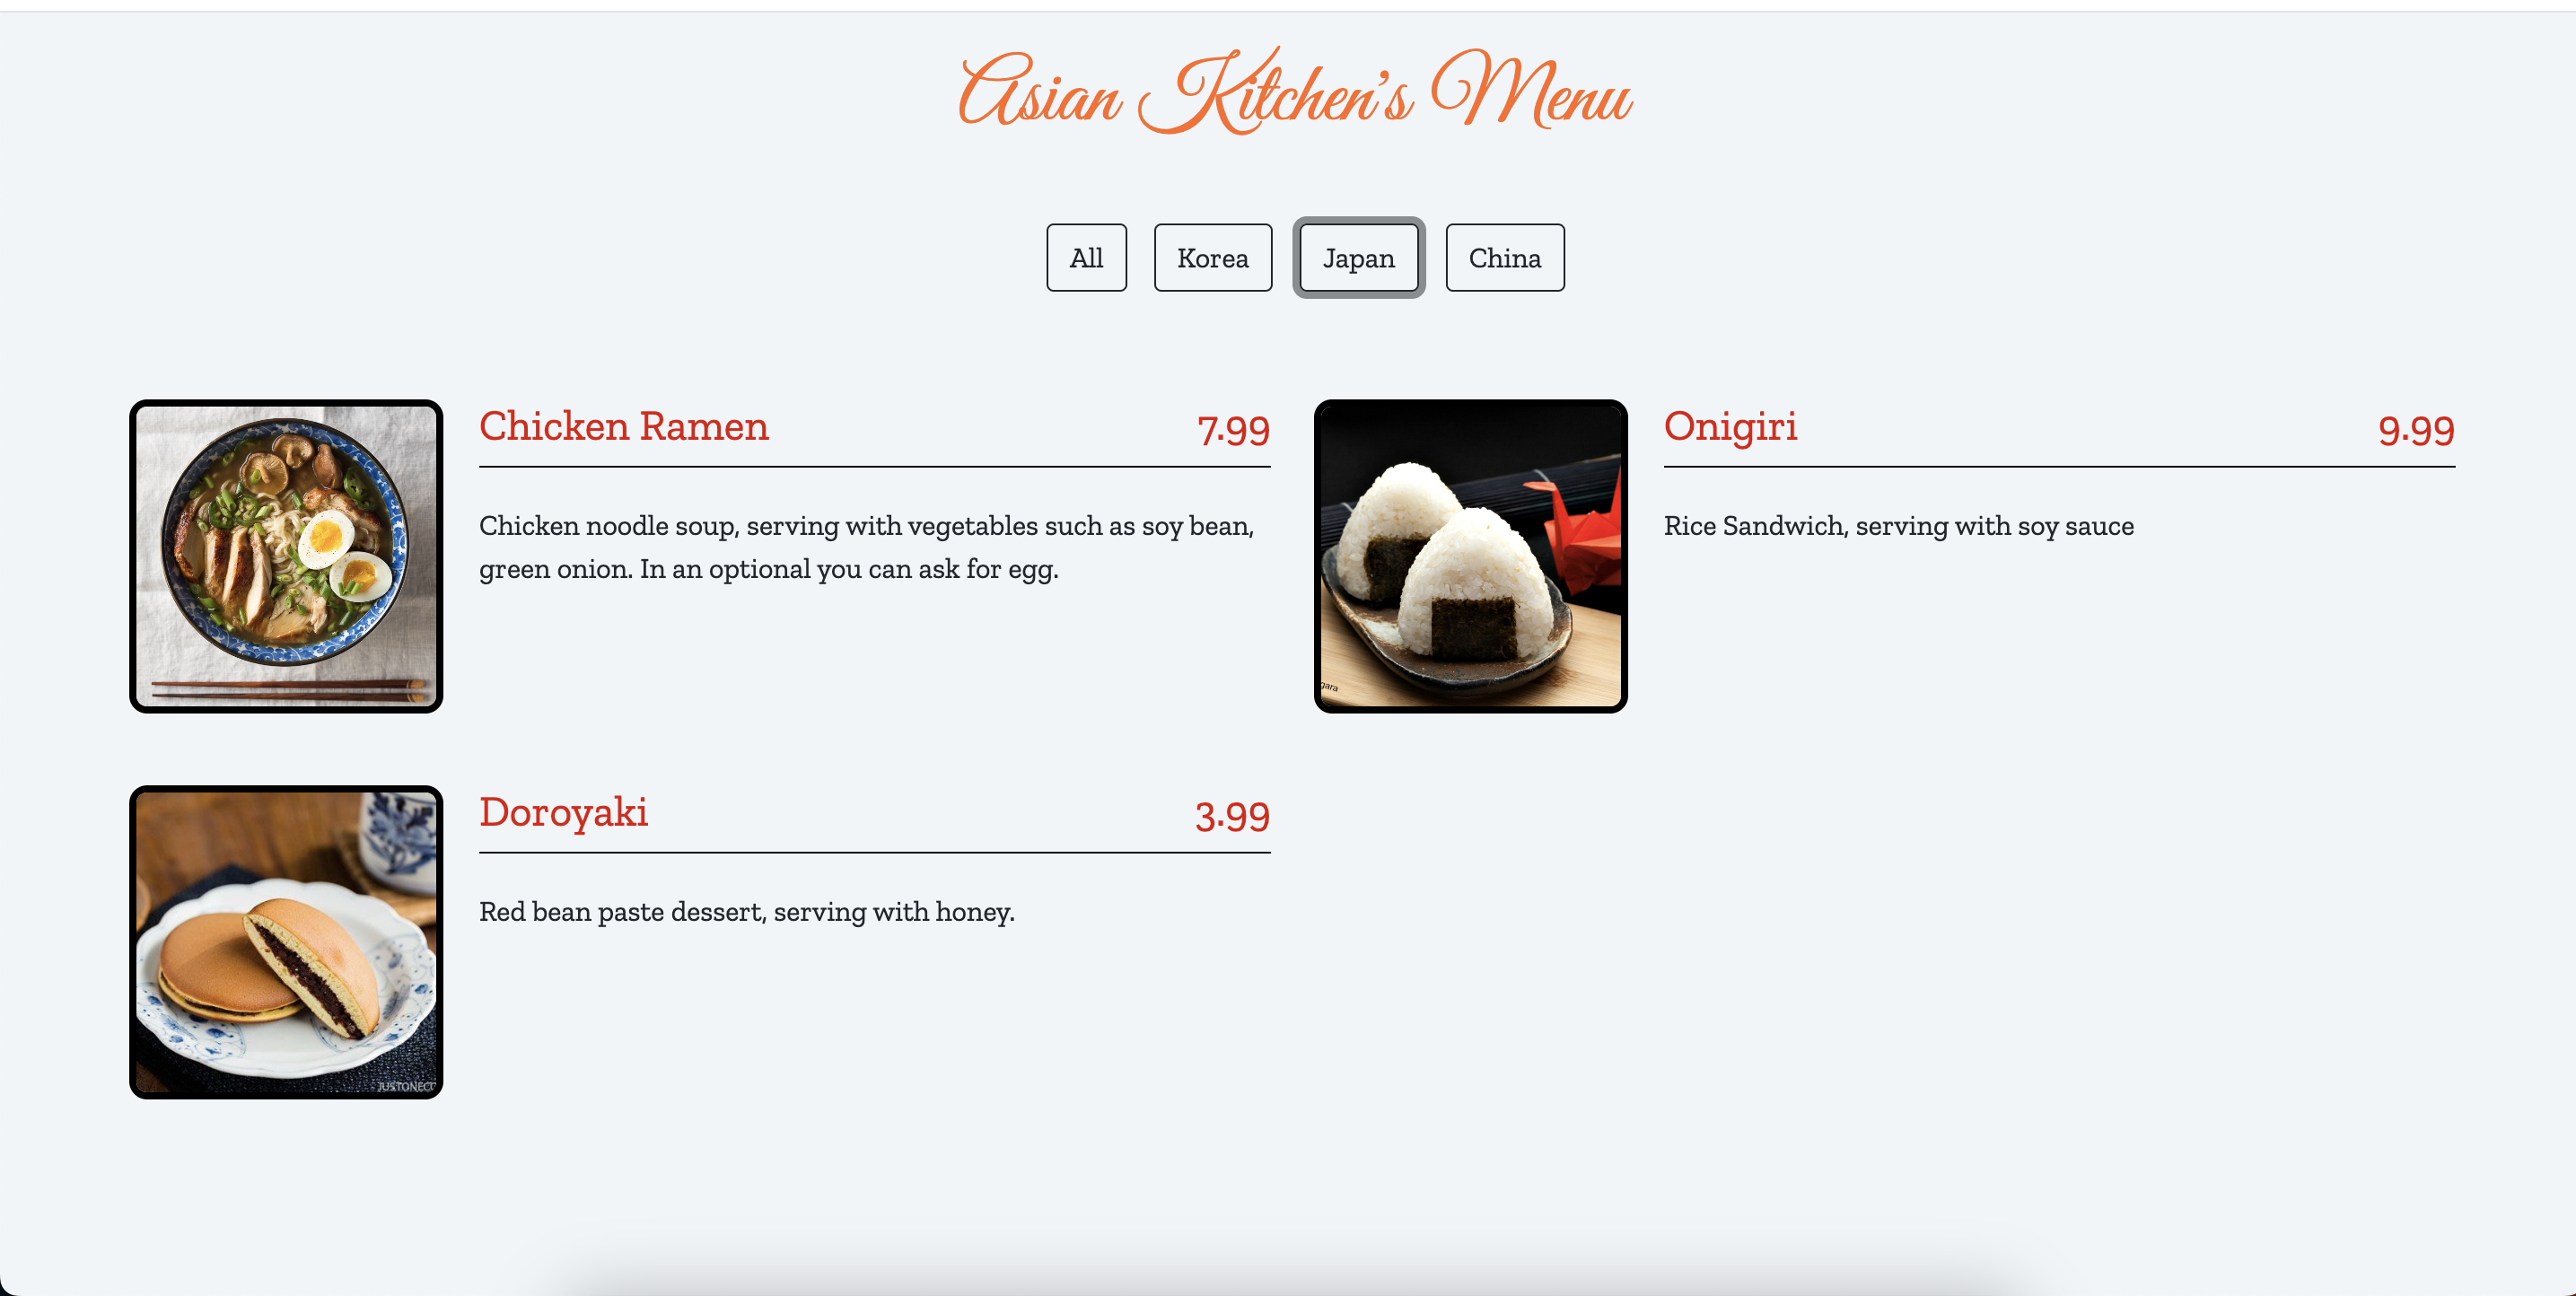 Asian Kitchen's Menu
All Korea Japan China
Chicken Ramen 7.99
Chicken noodle soup, serving with vegetables such as soy bean,
green onion. In an optional you can ask for egg.
Onigiri 9.99
Rice Sandwich, serving with soy sauce
gara
Doroyaki 3.99
Red bean paste dessert, serving with honey.